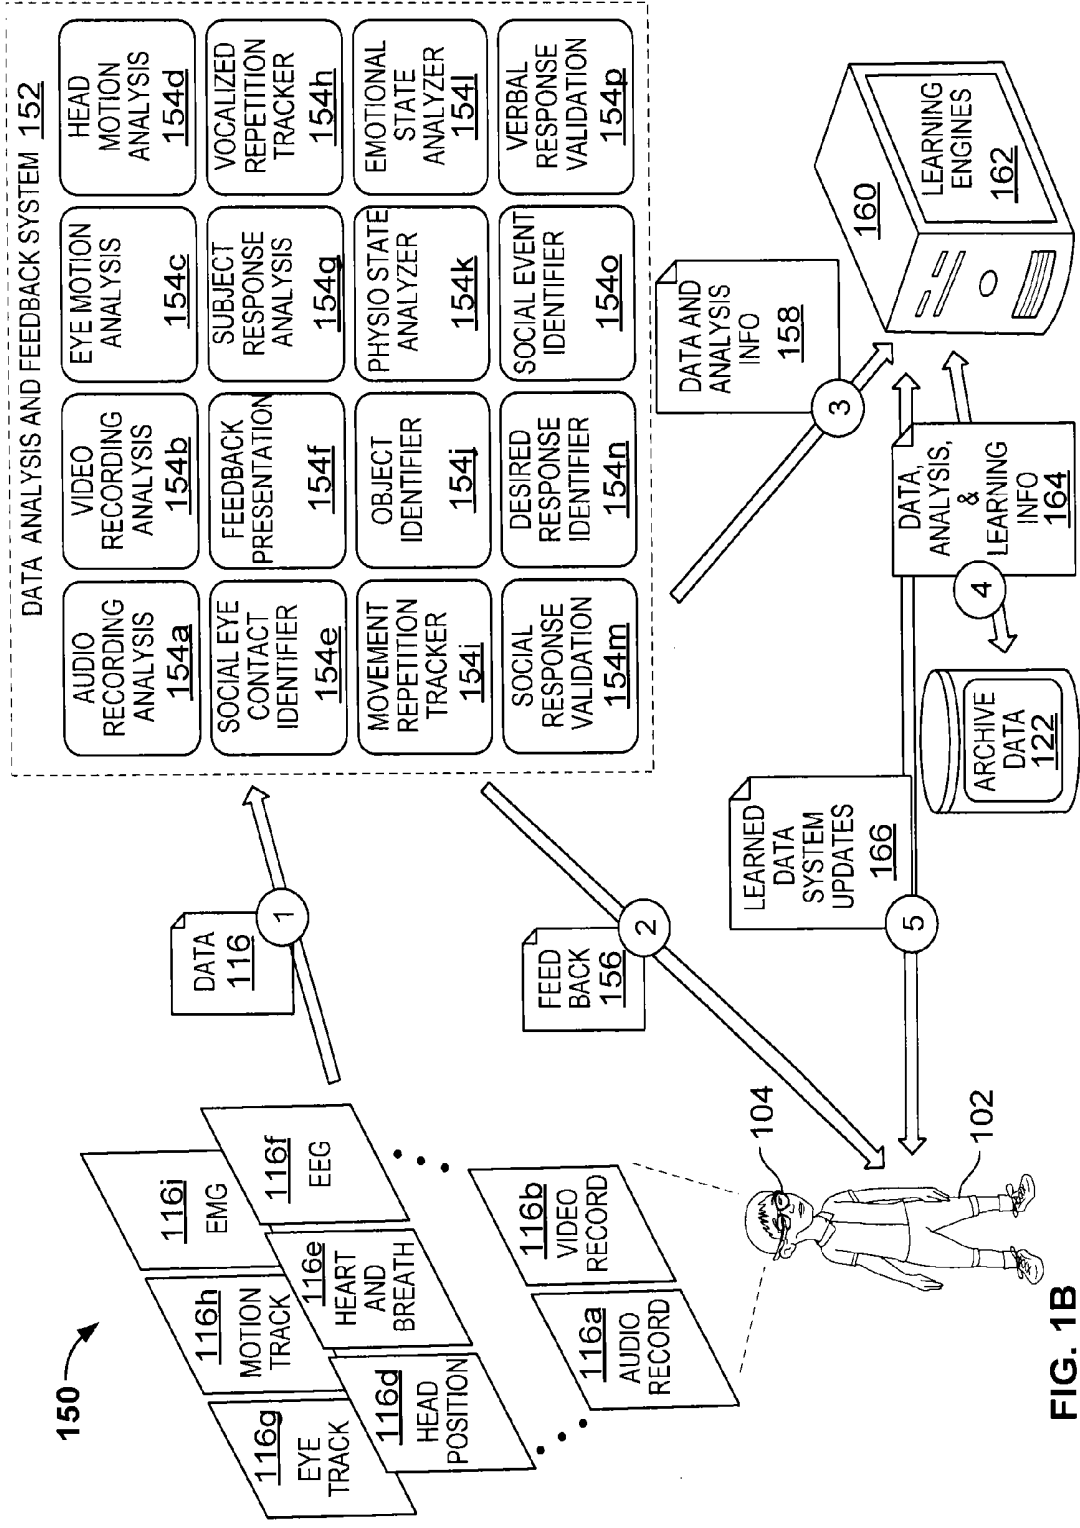 150
DATA ANALYSIS AND FEEDBACK SYSTEM 152
AUDIO
RECORDING
ANALYSIS
154a
VIDEO
RECORDING
ANALYSIS
154b
EYE MOTION
ANALYSIS
154c
HEAD
MOTION
ANALYSIS
154d
SOCIAL EYE
CONTACT
IDENTIFIER
154e
FEEDBACK
PRESENTATION
154f
SUBJECT
RESPONSE
ANALYSIS
154g
VOCALIZED
REPETITION
TRACKER
154h
MOVEMENT
REPETITION
TRACKER
154i
OBJECT
IDENTIFIER
154j
PHYSIO STATE
ANALYZER
154k
EMOTIONAL
STATE
ANALYZER
154l
SOCIAL
RESPONSE
VALIDATION
154m
DESIRED
RESPONSE
IDENTIFIER
154n
SOCIAL EVENT
IDENTIFIER
154o
VERBAL
RESPONSE
VALIDATION
154p
116g
EYE
TRACK
116h
MOTION
TRACK
116i
EMG
116d
HEAD
POSITION
116e
HEART
AND
BREATH
116f
EEG
116a
AUDIO
RECORD
116b
VIDEO
RECORD
DATA
116
1
FEED
BACK
156
2
DATA AND
ANALYSIS
INFO
158
3
160
LEARNING
ENGINES
162
DATA,
ANALYSIS,
&
LEARNING
INFO
164
4
ARCHIVE
DATA
122
LEARNED
DATA
SYSTEM
UPDATES
166
5
104
102
FIG. 1B